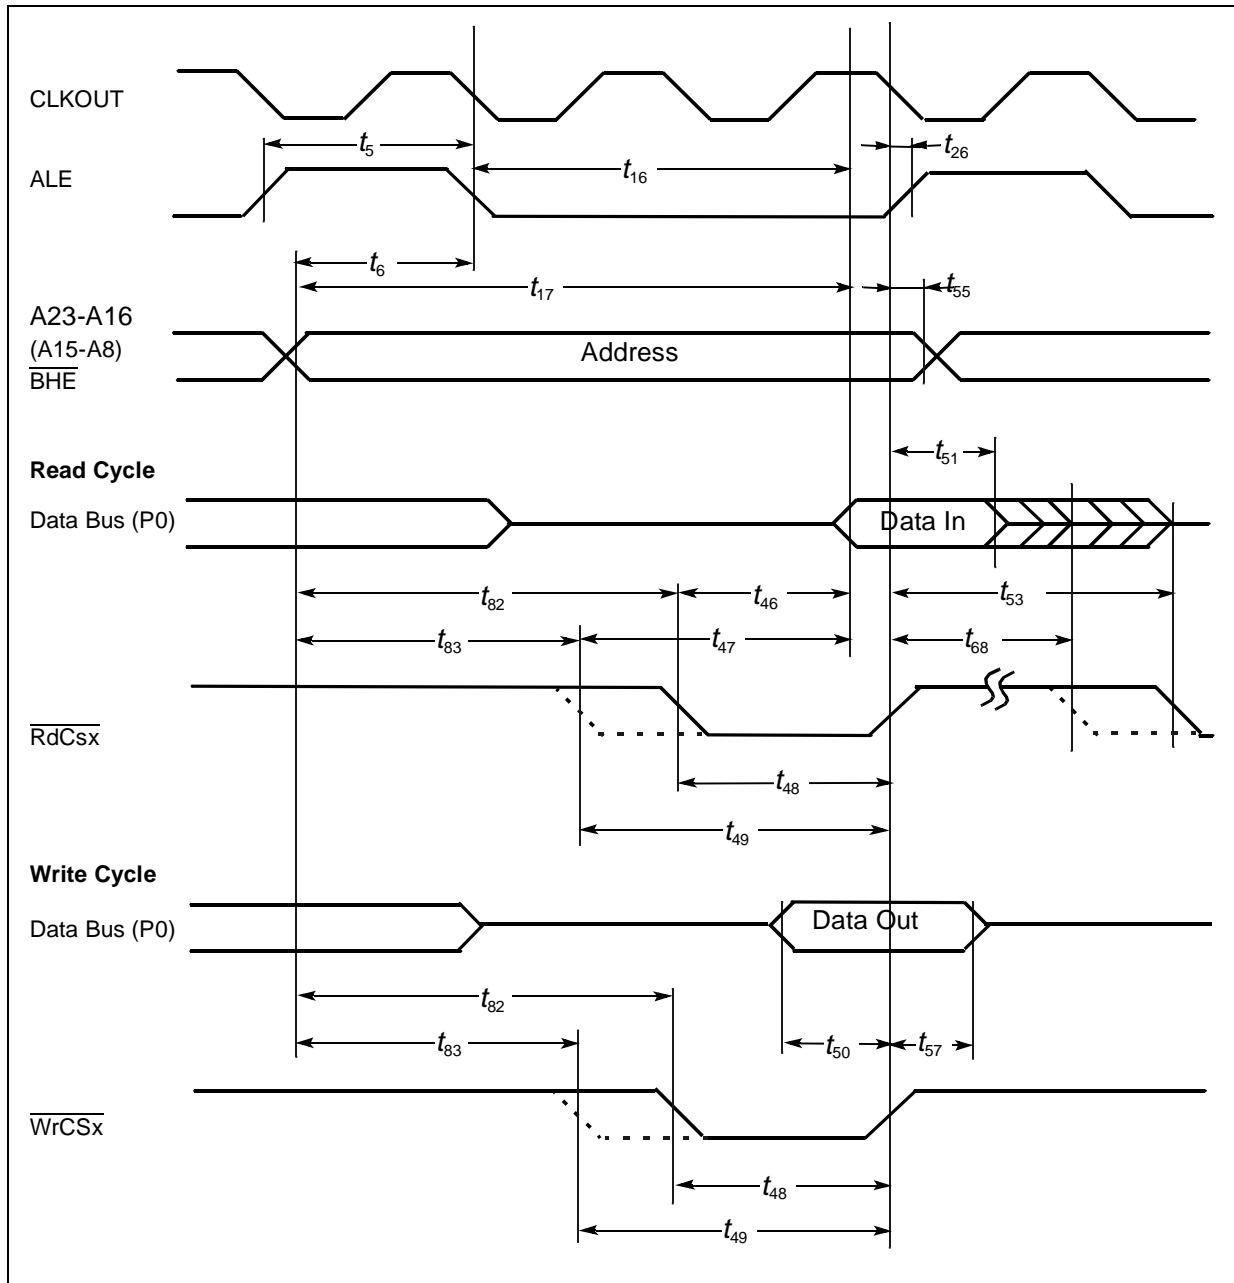 CLKOUT
t5
t26
ALE
t16
t6
t17
t55
A23-A16
(A15-A8)
BHE
Address
Read Cycle
t51
Data Bus (P0)
Data In
t82
t46
t53
t83
t47
t68
RdCsx
t48
t49
Write Cycle
Data Bus (P0)
Data Out
t82
t83
t50
t57
WrCSx
t48
t49